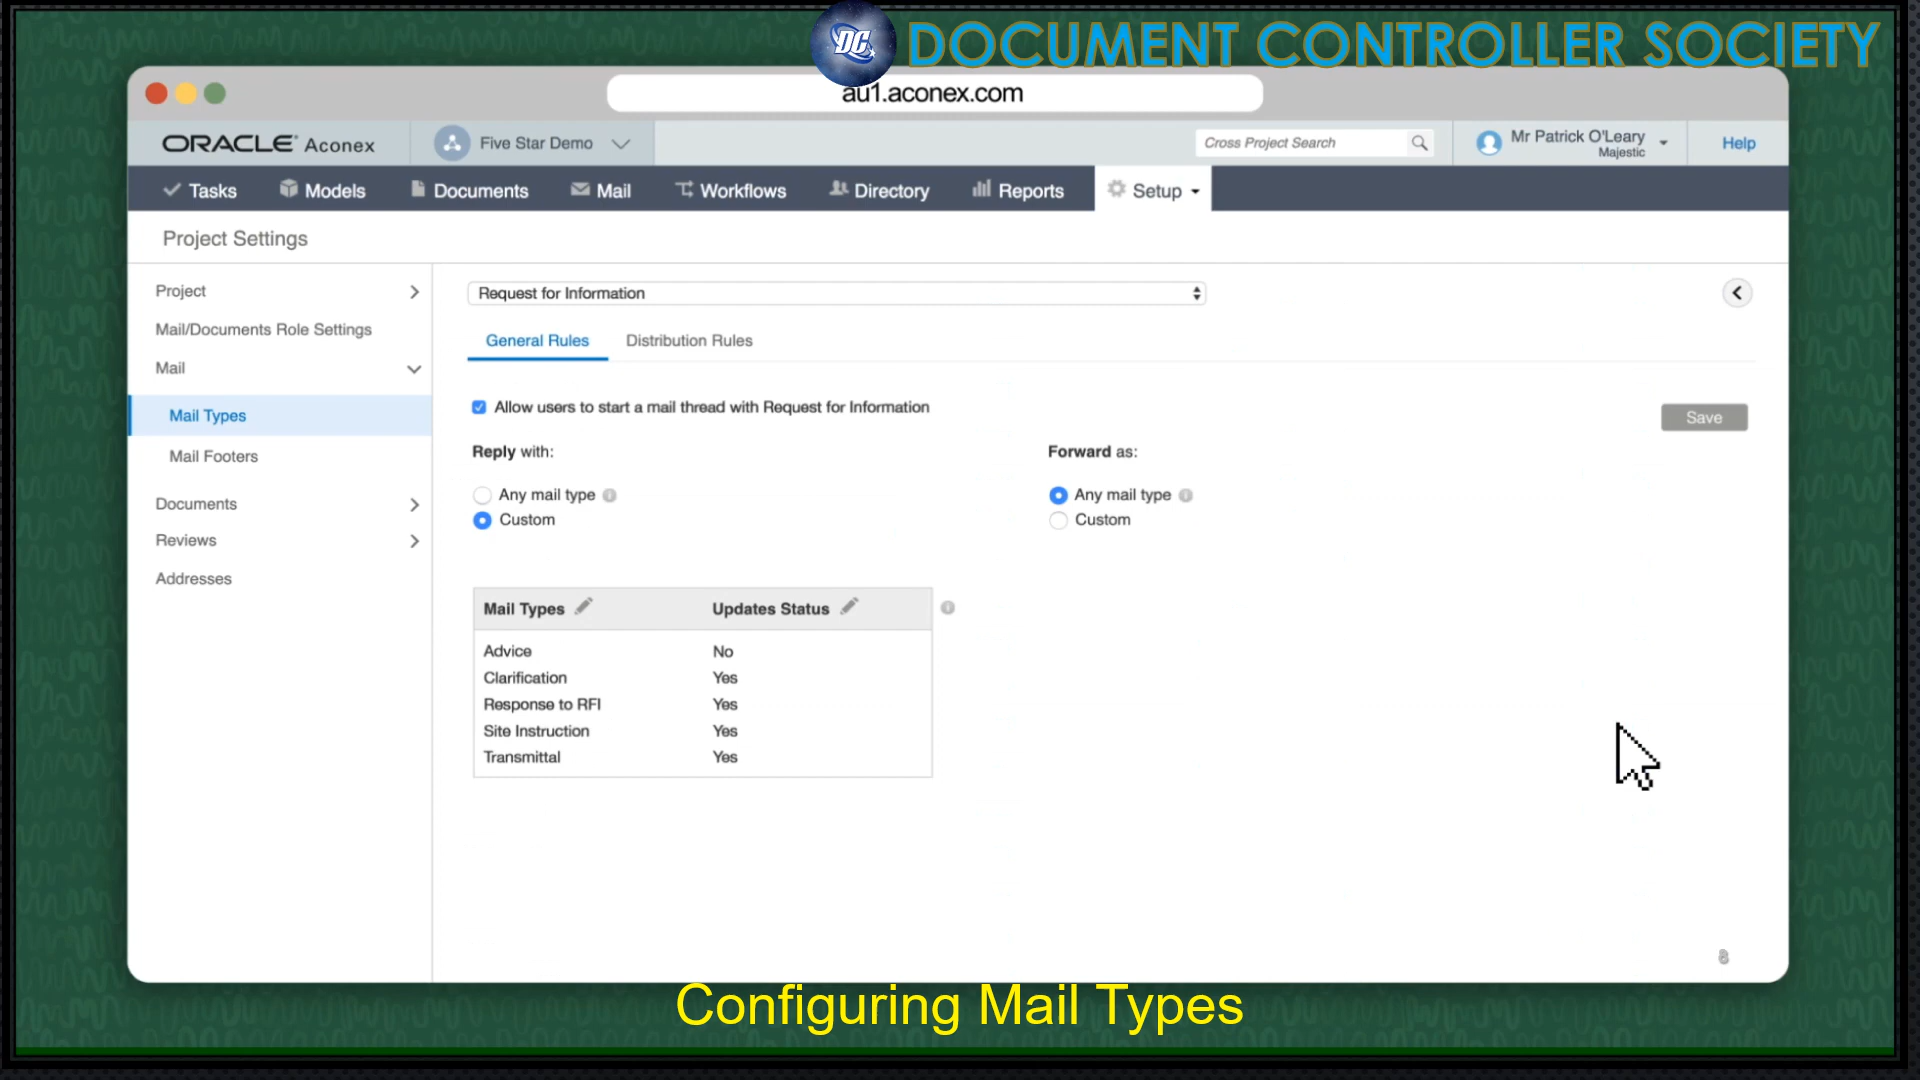 DC
DOCUMENT CONTROLLER SOCIETY
au1.aconex.com
ORACLE Aconex
Five Star Demo
Cross Project Search
Mr Patrick O'Leary
Majestic
Help
Tasks
Models
Documents
Mail
Workflows
Directory
Reports
Setup
Project Settings
Project
Mail/Documents Role Settings
Mail
Mail Types
Mail Footers
Documents
Reviews
Addresses
Request for Information
General Rules
Distribution Rules
Allow users to start a mail thread with Request for Information
Save
Reply with:
Any mail type
Custom
Forward as:
Any mail type
Custom
Mail Types Updates Status
Advice No
Clarification Yes
Response to RFI Yes
Site Instruction Yes
Transmittal Yes
8
Configuring Mail Types